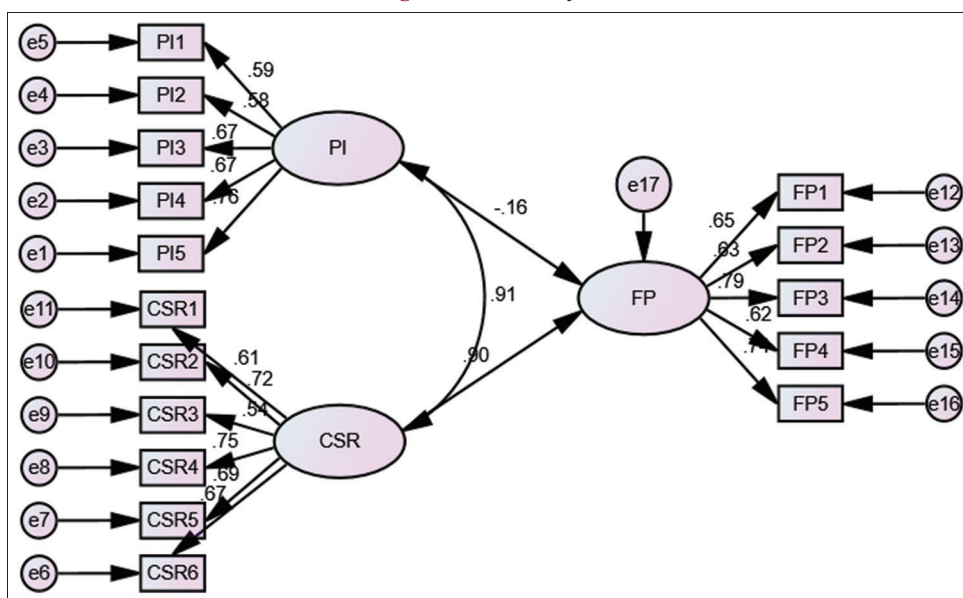 e5
PI1
.59
e4
PI2
.58
e3
PI3
.67
e2
PI4
.67
e1
PI5
.76
PI
e11
CSR1
.61
e10
CSR2
.72
e9
CSR3
.54
e8
CSR4
.75
e7
CSR5
.69
e6
CSR6
.67
CSR
-.16
.91
.90
e17
FP
.65
FP1
e12
.63
FP2
e13
.79
FP3
e14
.62
FP4
e15
FP5
e16